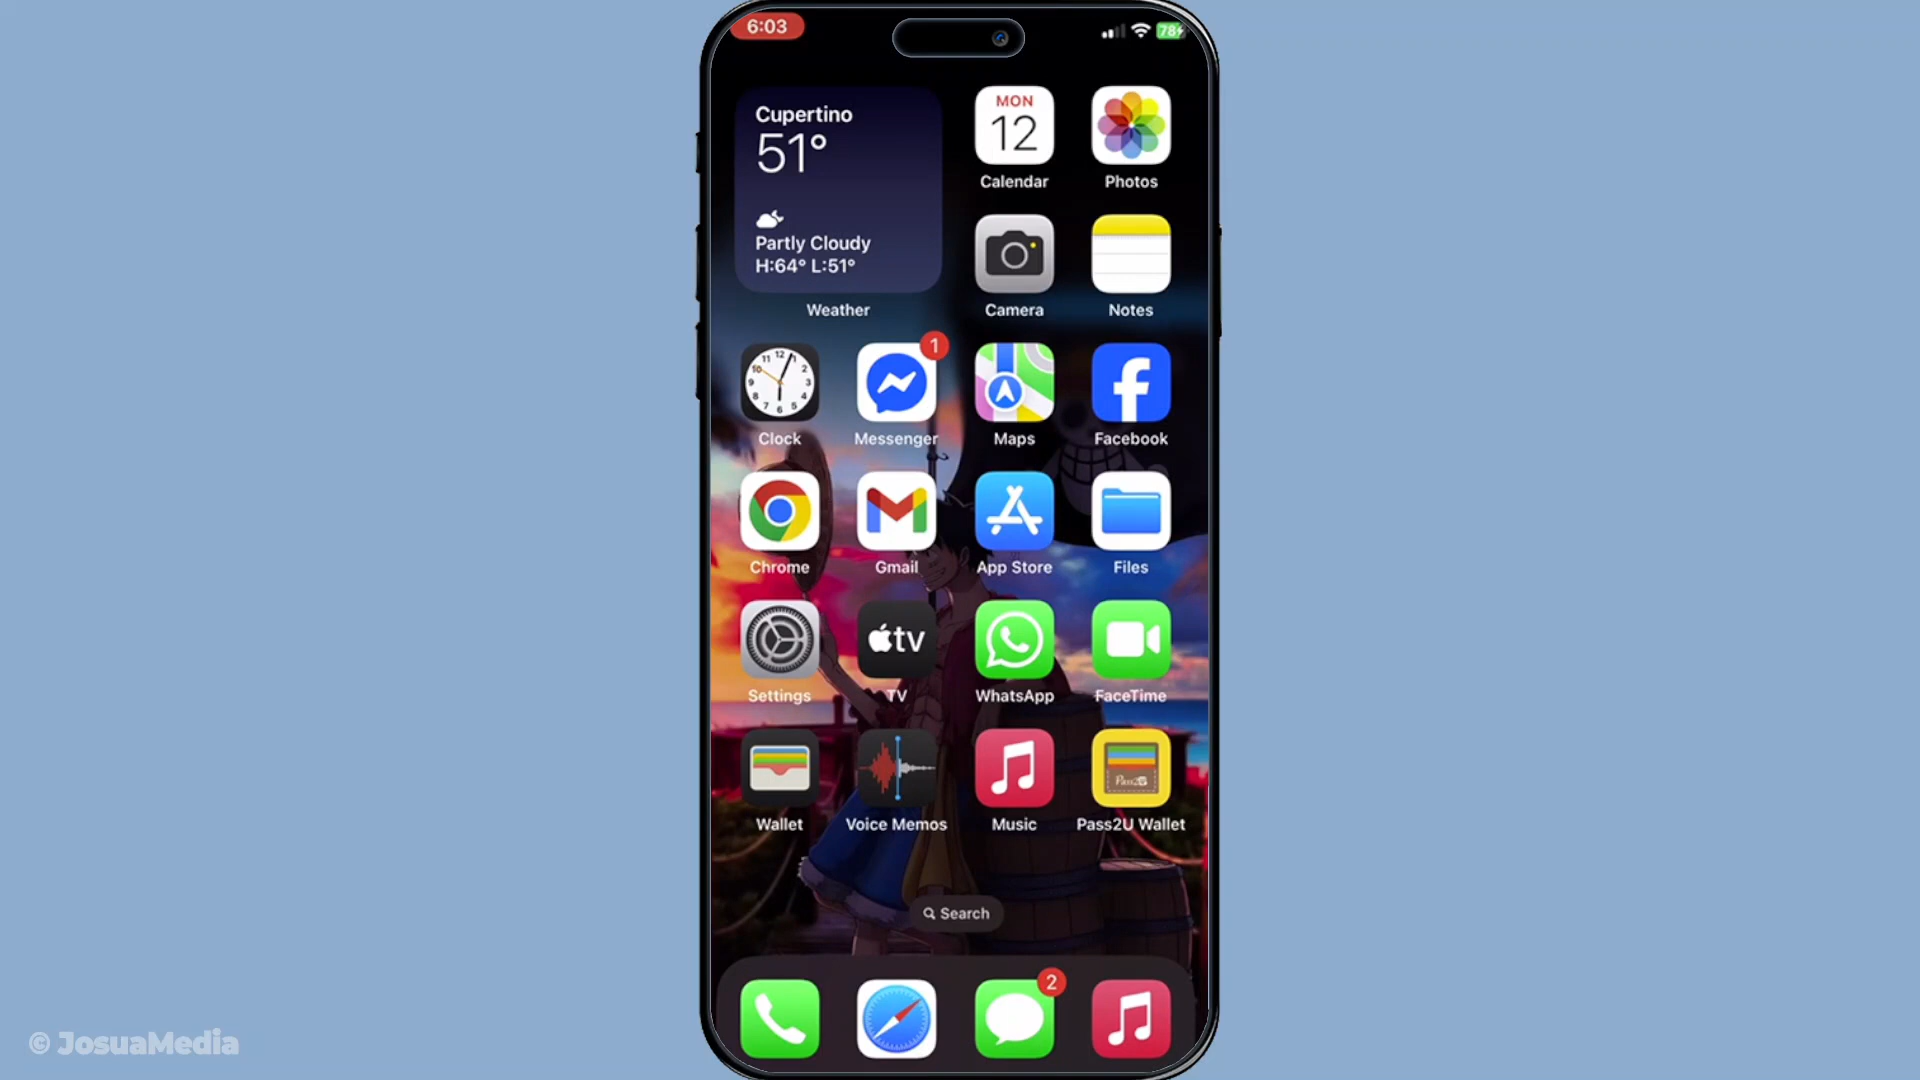 6:03
78
Cupertino
51°
Partly Cloudy
H:64° L:51°
Weather
MON
12
Calendar
Photos
Camera
Notes
Clock
1
Messenger
Maps
Facebook
Chrome
Gmail
App Store
Files
Settings
tv
TV
WhatsApp
FaceTime
Wallet
Voice Memos
Music
Pass2U
Pass2U Wallet
Search
2
© JosuaMedia